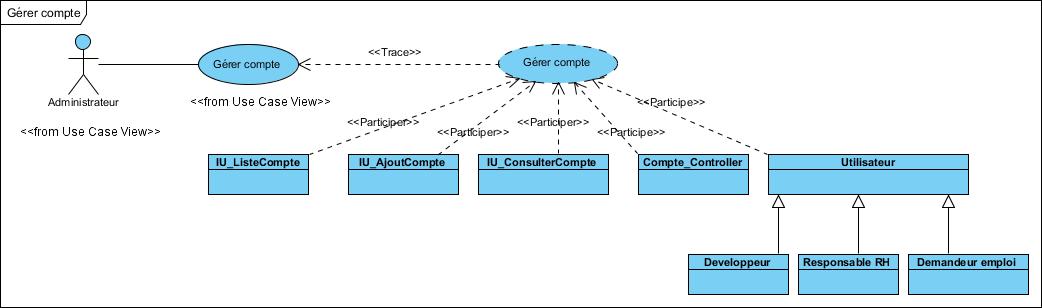 Gérer compte
<<Trace>>
Gérer compte
Gérer compte
Administrateur
<<from Use Case View>>
<<from Use Case View>>
<<Participe>>
<<Participer>>
<<Participer>>
<<Participer>>
<<Participe>>
IU_ListeCompte
IU_AjoutCompte
IU_ConsulterCompte
Compte_Controller
Utilisateur
Developpeur
Responsable RH
Demandeur emploi